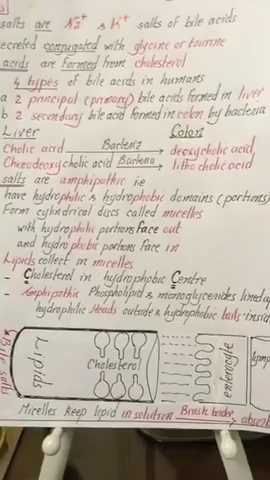 salts are Na+ & K+ salts of bile acids
secreted conjugated with glycine or taurine
acids are formed from cholesterol
4 types of bile acids in humans
a 2 principal (primary) bile acids formed in liver
b 2 secondary bile acid formed in colon by bacteria
Liver Colon
Cholic acid Bacteria deoxycholic acid
Chenodeoxycholic acid Bacteria lithocholic acid
salts are amphipathic i.e
have hydrophilic & hydrophobic domains (portions)
Form cylindrical discs called micelles
with hydrophilic portions face out
and hydrophobic portions face in
Lipids collect in micelles
Cholesterol in hydrophobic Centre
- Amphipathic Phospholipid & monoglycerides lined
hydrophilic Heads outside & hydrophobic tails inside
Bile salts
Lipids
Cholesterol
enterocyte
Micelles keep lipid in solution Brush border absorb